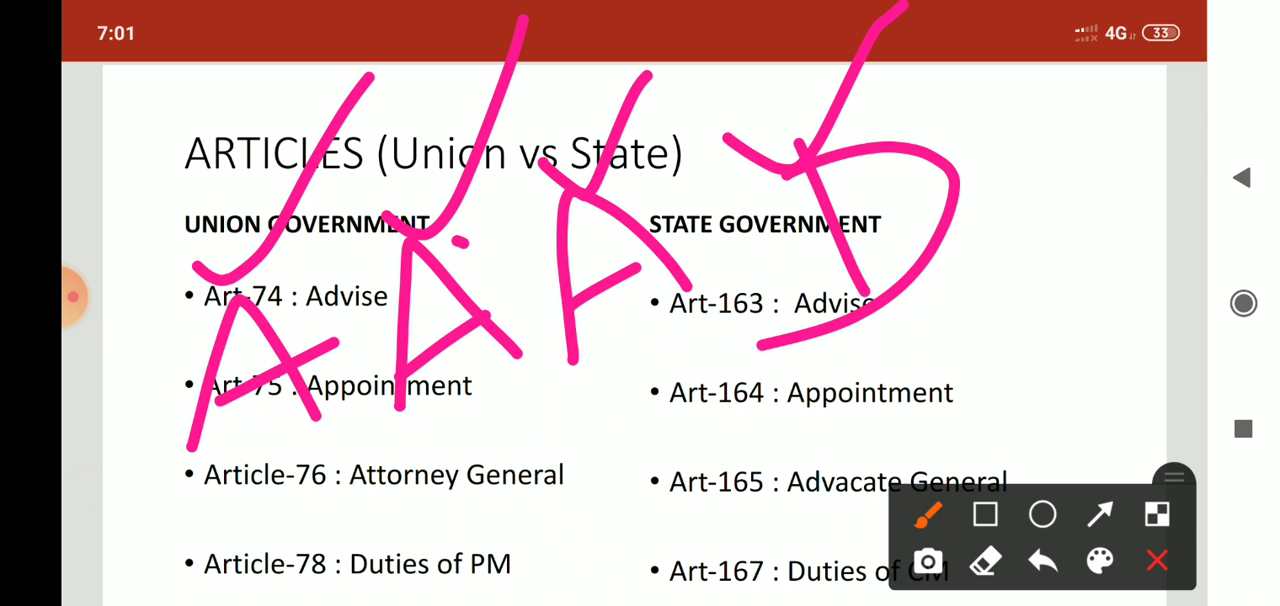 7:01
4G
33
ARTICLES (Union vs State)
UNION GOVERNMENT
• Art-74 : Advise
• Art-75 : Appointment
• Article-76 : Attorney General
• Article-78 : Duties of PM
STATE GOVERNMENT
• Art-163 : Advise
• Art-164 : Appointment
• Art-165 : Advacate General
• Art-167 : Duties of CM
A A A D